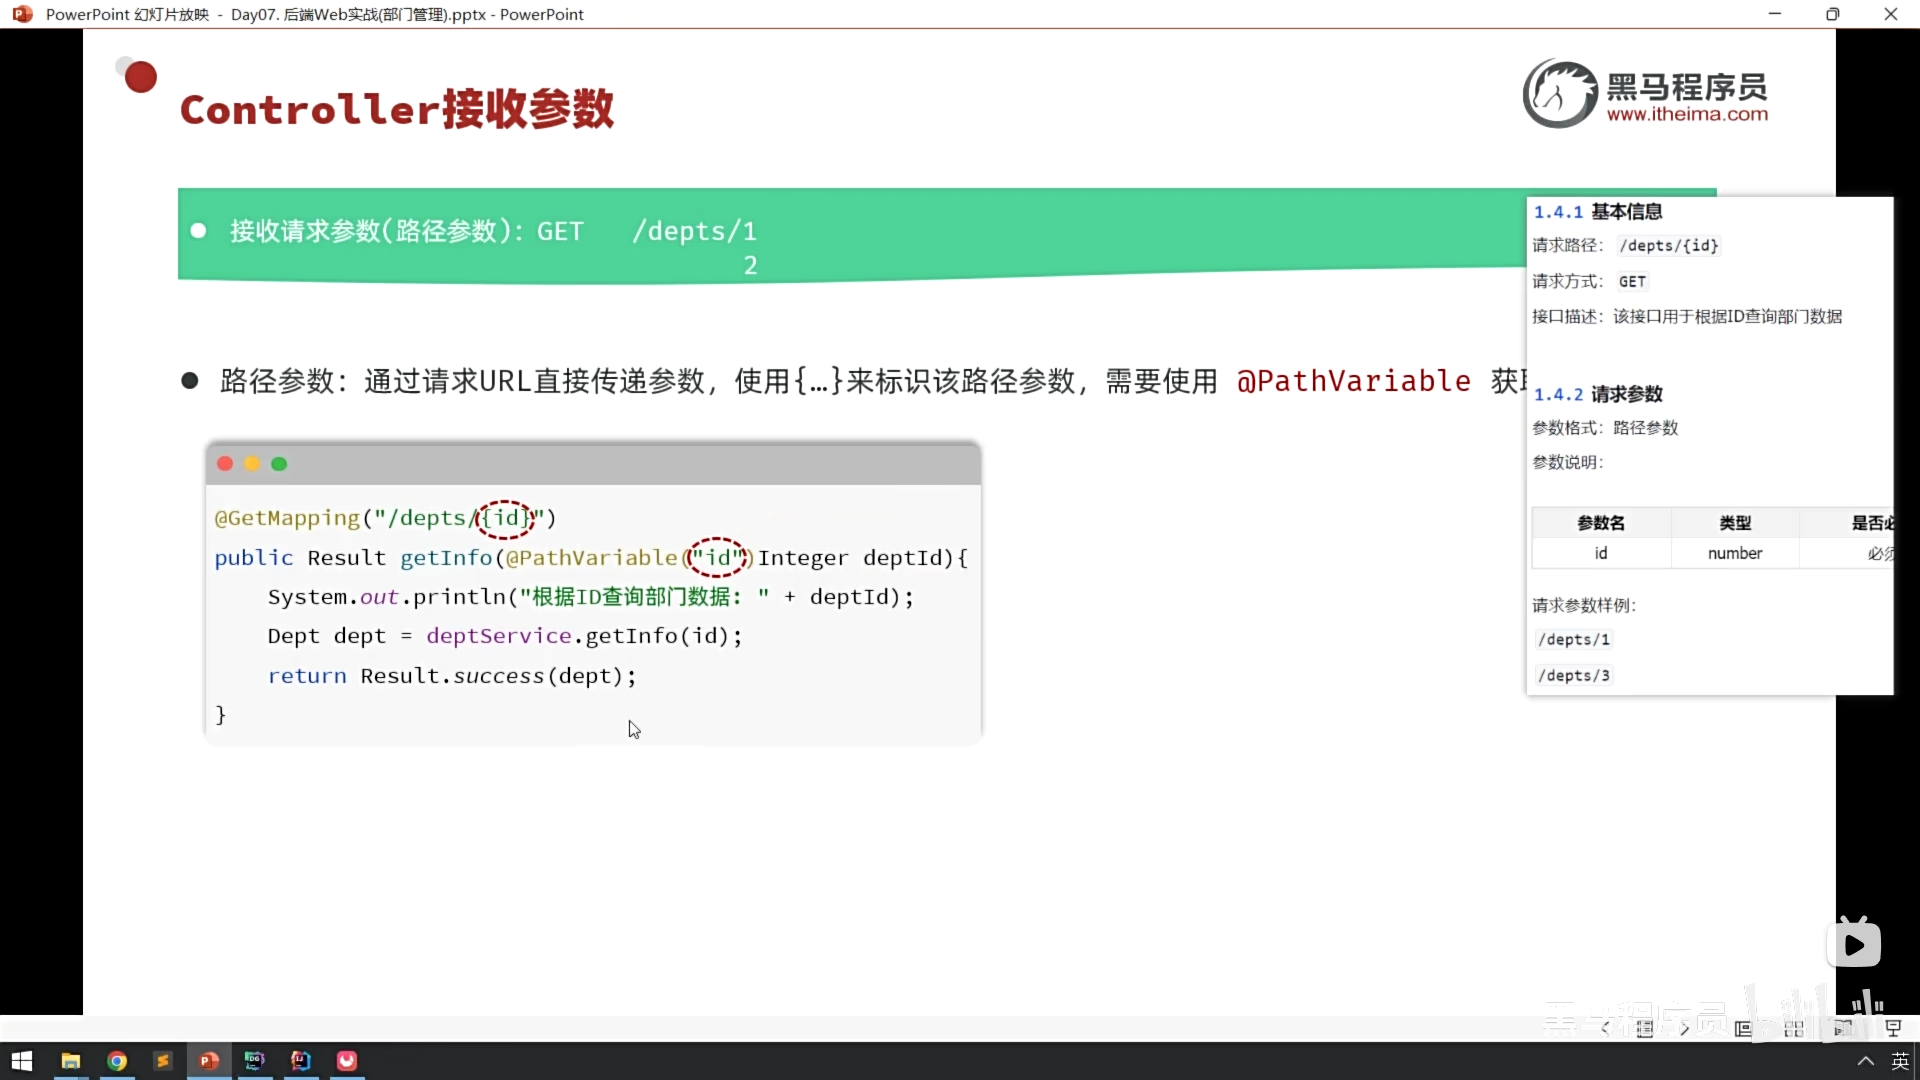 PowerPoint 幻灯片放映 - Day07. 后端Web实战(部门管理).pptx - PowerPoint
Controller接收参数
黑马程序员
www.itheima.com
接收请求参数(路径参数): GET /depts/1
2
路径参数：通过请求URL直接传递参数，使用{…}来标识该路径参数，需要使用 @PathVariable 获
@GetMapping("/depts/{id}")
public Result getInfo(@PathVariable("id")Integer deptId){
System.out.println("根据ID查询部门数据: " + deptId);
Dept dept = deptService.getInfo(id);
return Result.success(dept);
}
1.4.1 基本信息
请求路径： /depts/{id}
请求方式： GET
接口描述：该接口用于根据ID查询部门数据
1.4.2 请求参数
参数格式：路径参数
参数说明：
参数名 类型 是否必
id number 必须
请求参数样例：
/depts/1
/depts/3
黑马程序员 bilibili
英